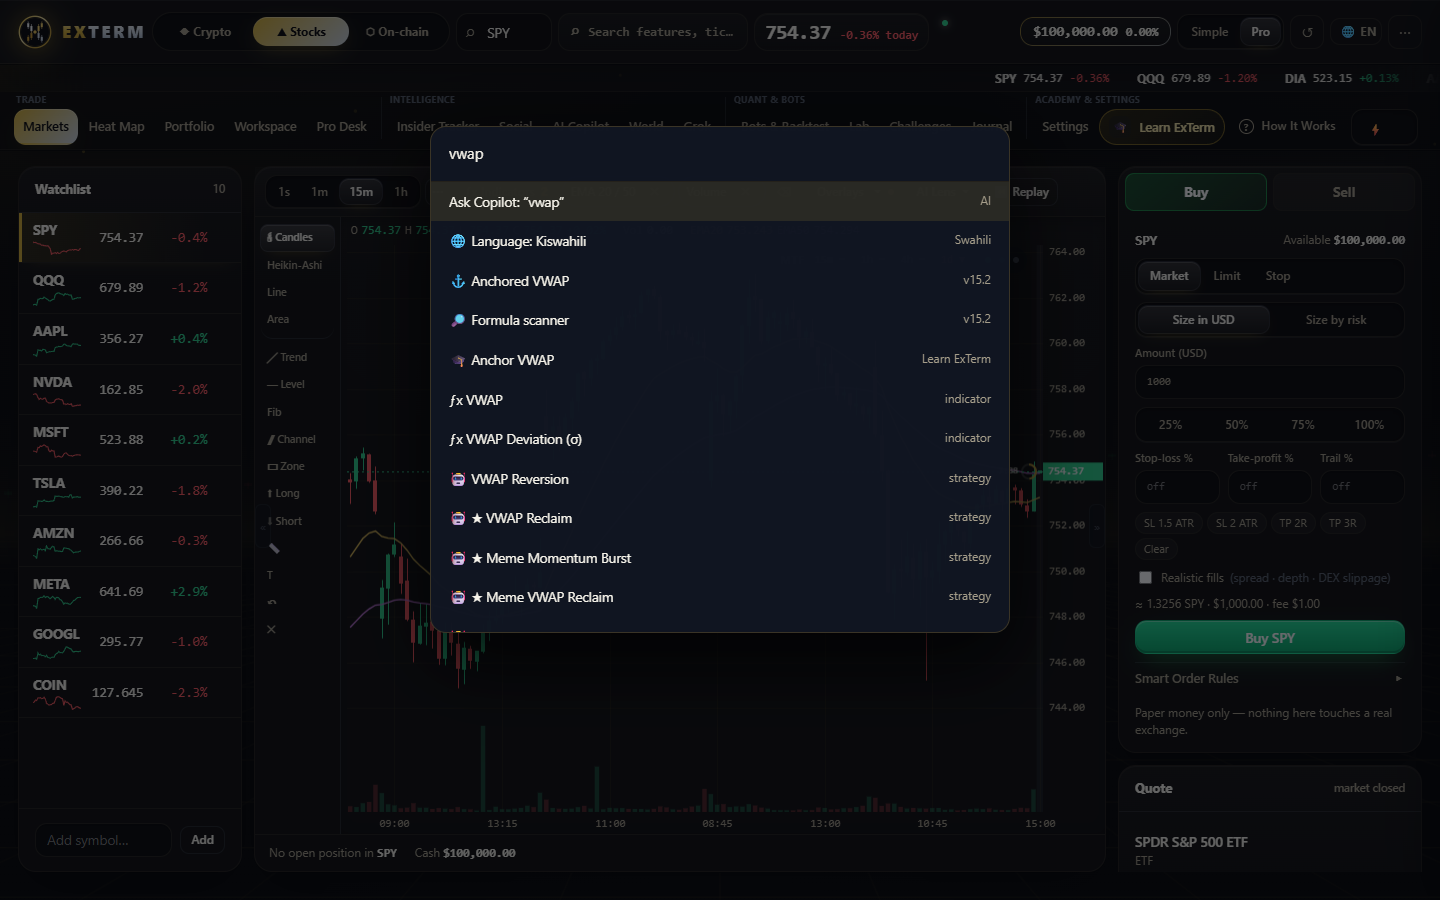 EXTERM
Crypto
Stocks
On-chain
SPY
Search features, tic…
754.37 -0.36% today
$100,000.00 0.00%
Simple
Pro
EN
SPY 754.37 -0.36%
QQQ 679.89 -1.20%
DIA 523.15 +0.13%
TRADE
INTELLIGENCE
QUANT & BOTS
ACADEMY & SETTINGS
Markets
Heat Map
Portfolio
Workspace
Pro Desk
Insider Tracker
Social
AI Copilot
World
Grok
Bots & Backtest
Lab
Challenges
Journal
Settings
Learn ExTerm
How It Works
Watchlist 10
SPY 754.37 -0.4%
QQQ 679.89 -1.2%
AAPL 356.27 +0.4%
NVDA 162.85 -2.0%
MSFT 523.88 +0.2%
TSLA 390.22 -1.8%
AMZN 266.66 -0.3%
META 641.69 +2.9%
GOOGL 295.77 -1.0%
COIN 127.645 -2.3%
Add symbol...
Add
1s
1m
15m
1h
Replay
O 754.37 H
Candles
Heikin-Ashi
Line
Area
Trend
Level
Fib
Channel
Zone
Long
Short
T
vwap
Ask Copilot: “vwap” AI
Language: Kiswahili Swahili
Anchored VWAP v15.2
Formula scanner v15.2
Anchor VWAP Learn ExTerm
ƒx VWAP indicator
ƒx VWAP Deviation (σ) indicator
VWAP Reversion strategy
★ VWAP Reclaim strategy
★ Meme Momentum Burst strategy
★ Meme VWAP Reclaim strategy
764.00
762.00
760.00
758.00
756.00
754.37
752.00
750.00
748.00
746.00
744.00
09:00
13:15
11:00
08:45
13:00
10:45
15:00
No open position in SPY
Cash $100,000.00
Buy
Sell
SPY
Available $100,000.00
Market
Limit
Stop
Size in USD
Size by risk
Amount (USD)
1000
25%
50%
75%
100%
Stop-loss %
Take-profit %
Trail %
off
off
off
SL 1.5 ATR
SL 2 ATR
TP 2R
TP 3R
Clear
Realistic fills (spread · depth · DEX slippage)
≈ 1.3256 SPY · $1,000.00 · fee $1.00
Buy SPY
Smart Order Rules
Paper money only — nothing here touches a real
exchange.
Quote market closed
SPDR S&P 500 ETF
ETF